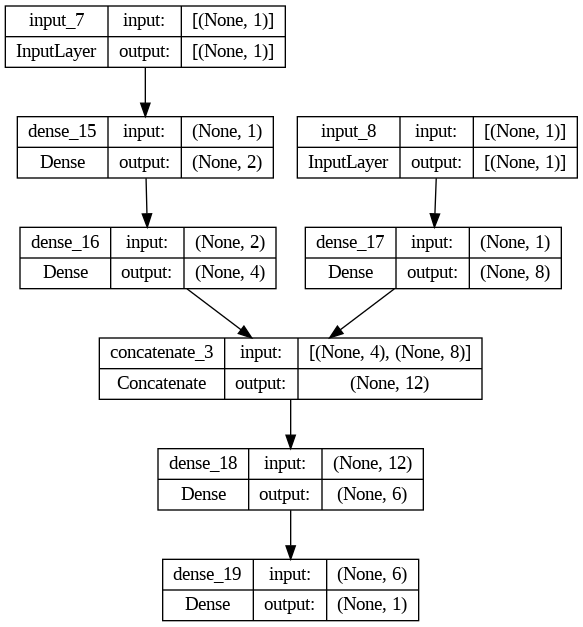 input_7 input: [(None, 1)]
InputLayer output: [(None, 1)]
dense_15 input: (None, 1)
Dense output: (None, 2)
input_8 input: [(None, 1)]
InputLayer output: [(None, 1)]
dense_16 input: (None, 2)
Dense output: (None, 4)
dense_17 input: (None, 1)
Dense output: (None, 8)
concatenate_3 input: [(None, 4), (None, 8)]
Concatenate output: (None, 12)
dense_18 input: (None, 12)
Dense output: (None, 6)
dense_19 input: (None, 6)
Dense output: (None, 1)